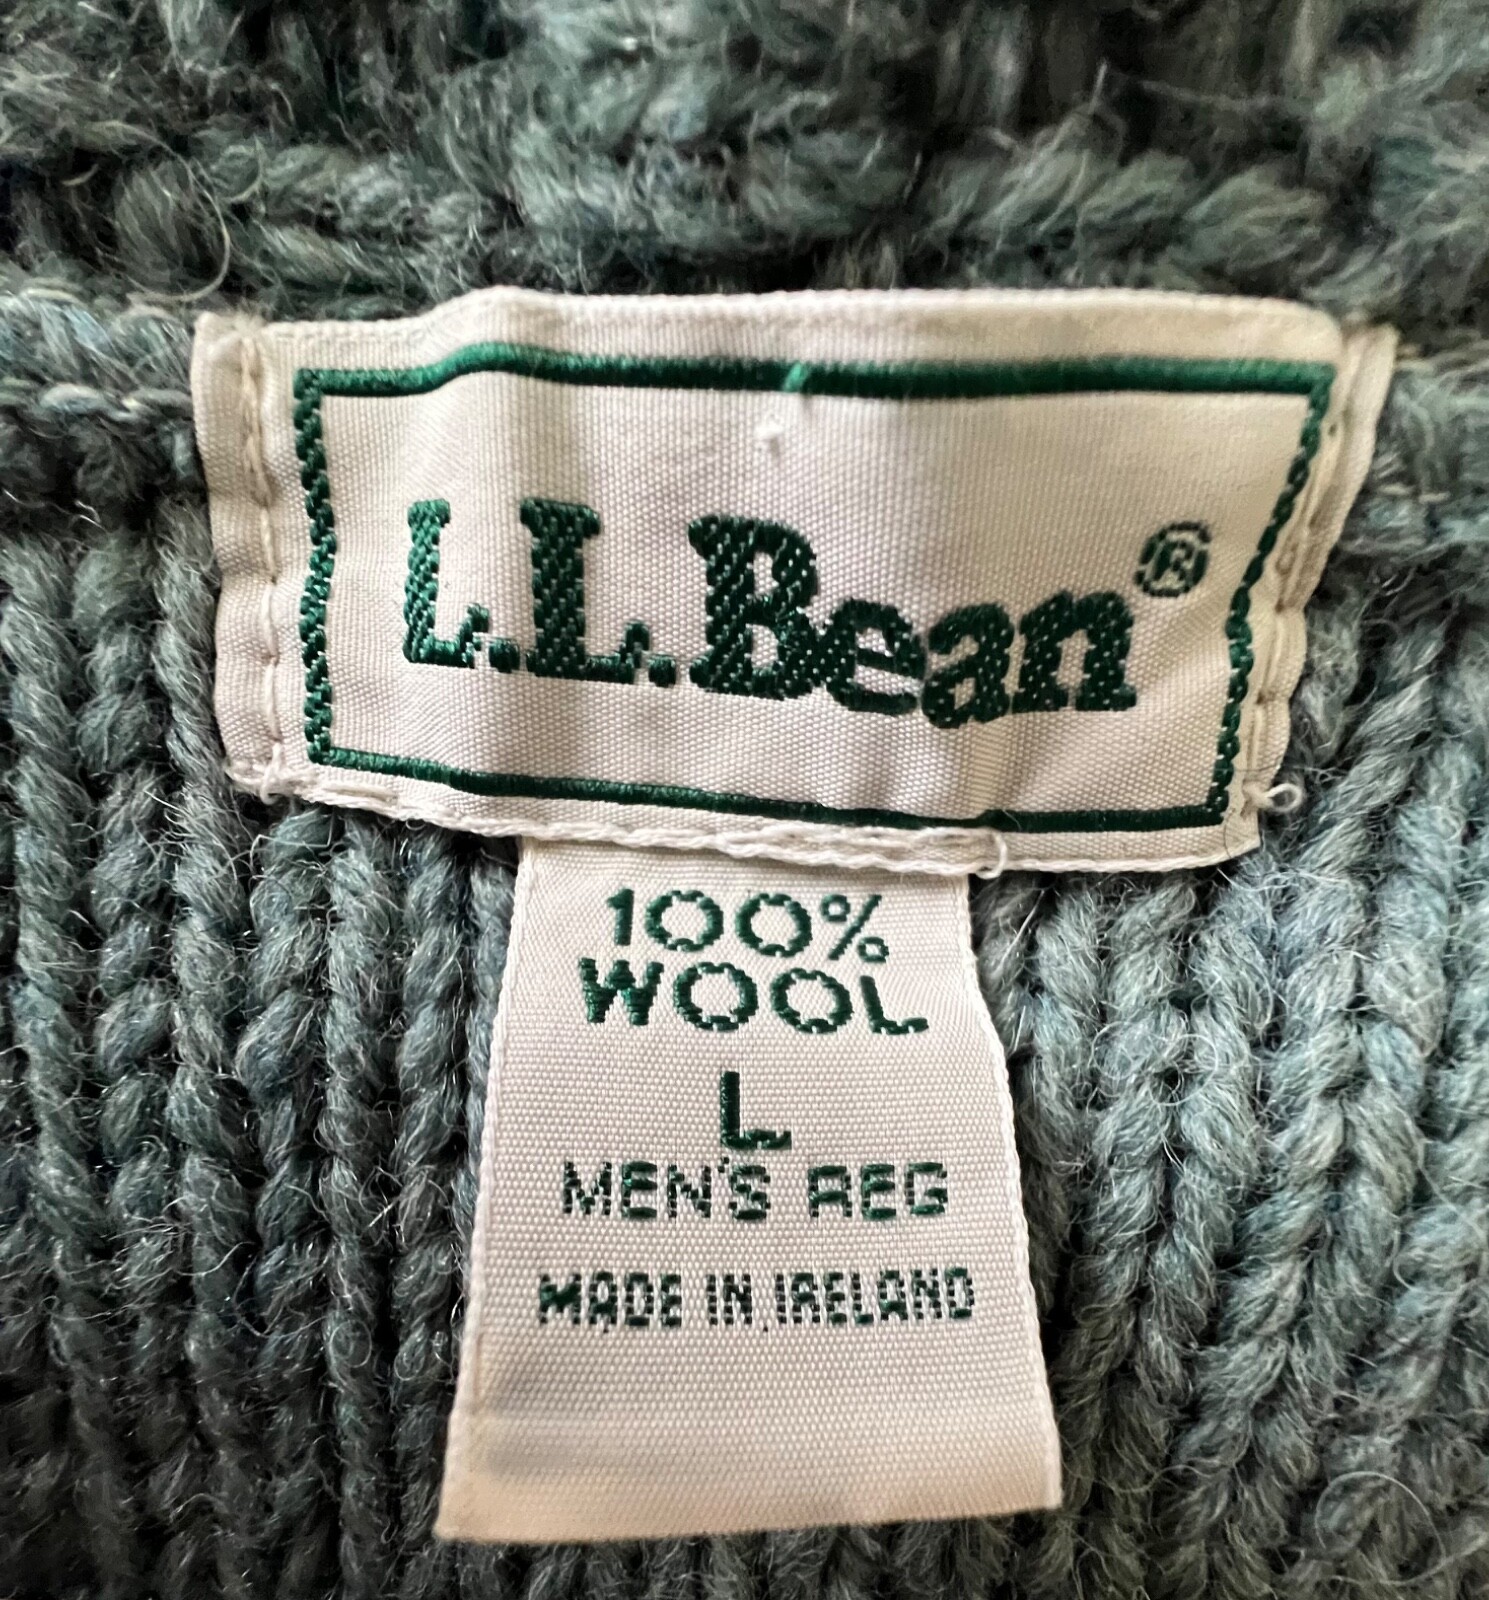 L.L.Bean®
100%
WOOL
L
MEN'S REG
MADE IN IRELAND